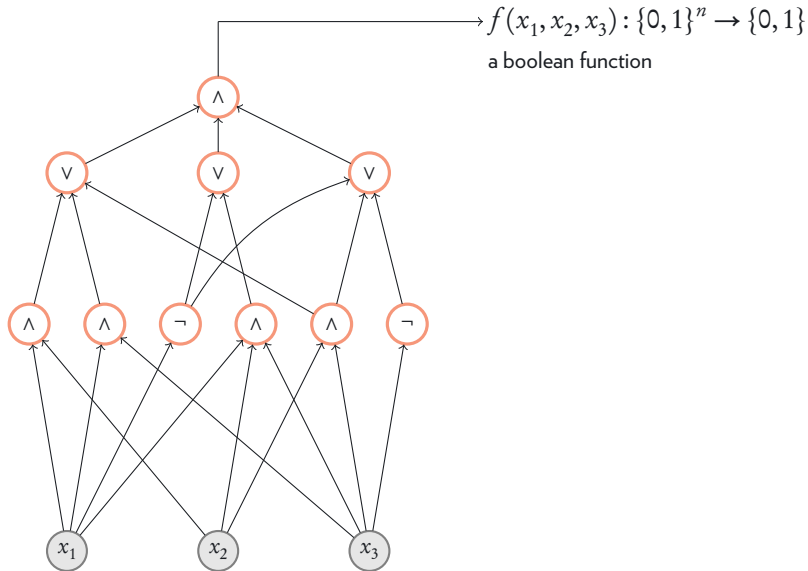 f(x₁, x₂, x₃) : {0, 1}ⁿ → {0, 1}
a boolean function
∧
∨ ∨ ∨
∧ ∧ ¬ ∧ ∧ ¬
x₁ x₂ x₃